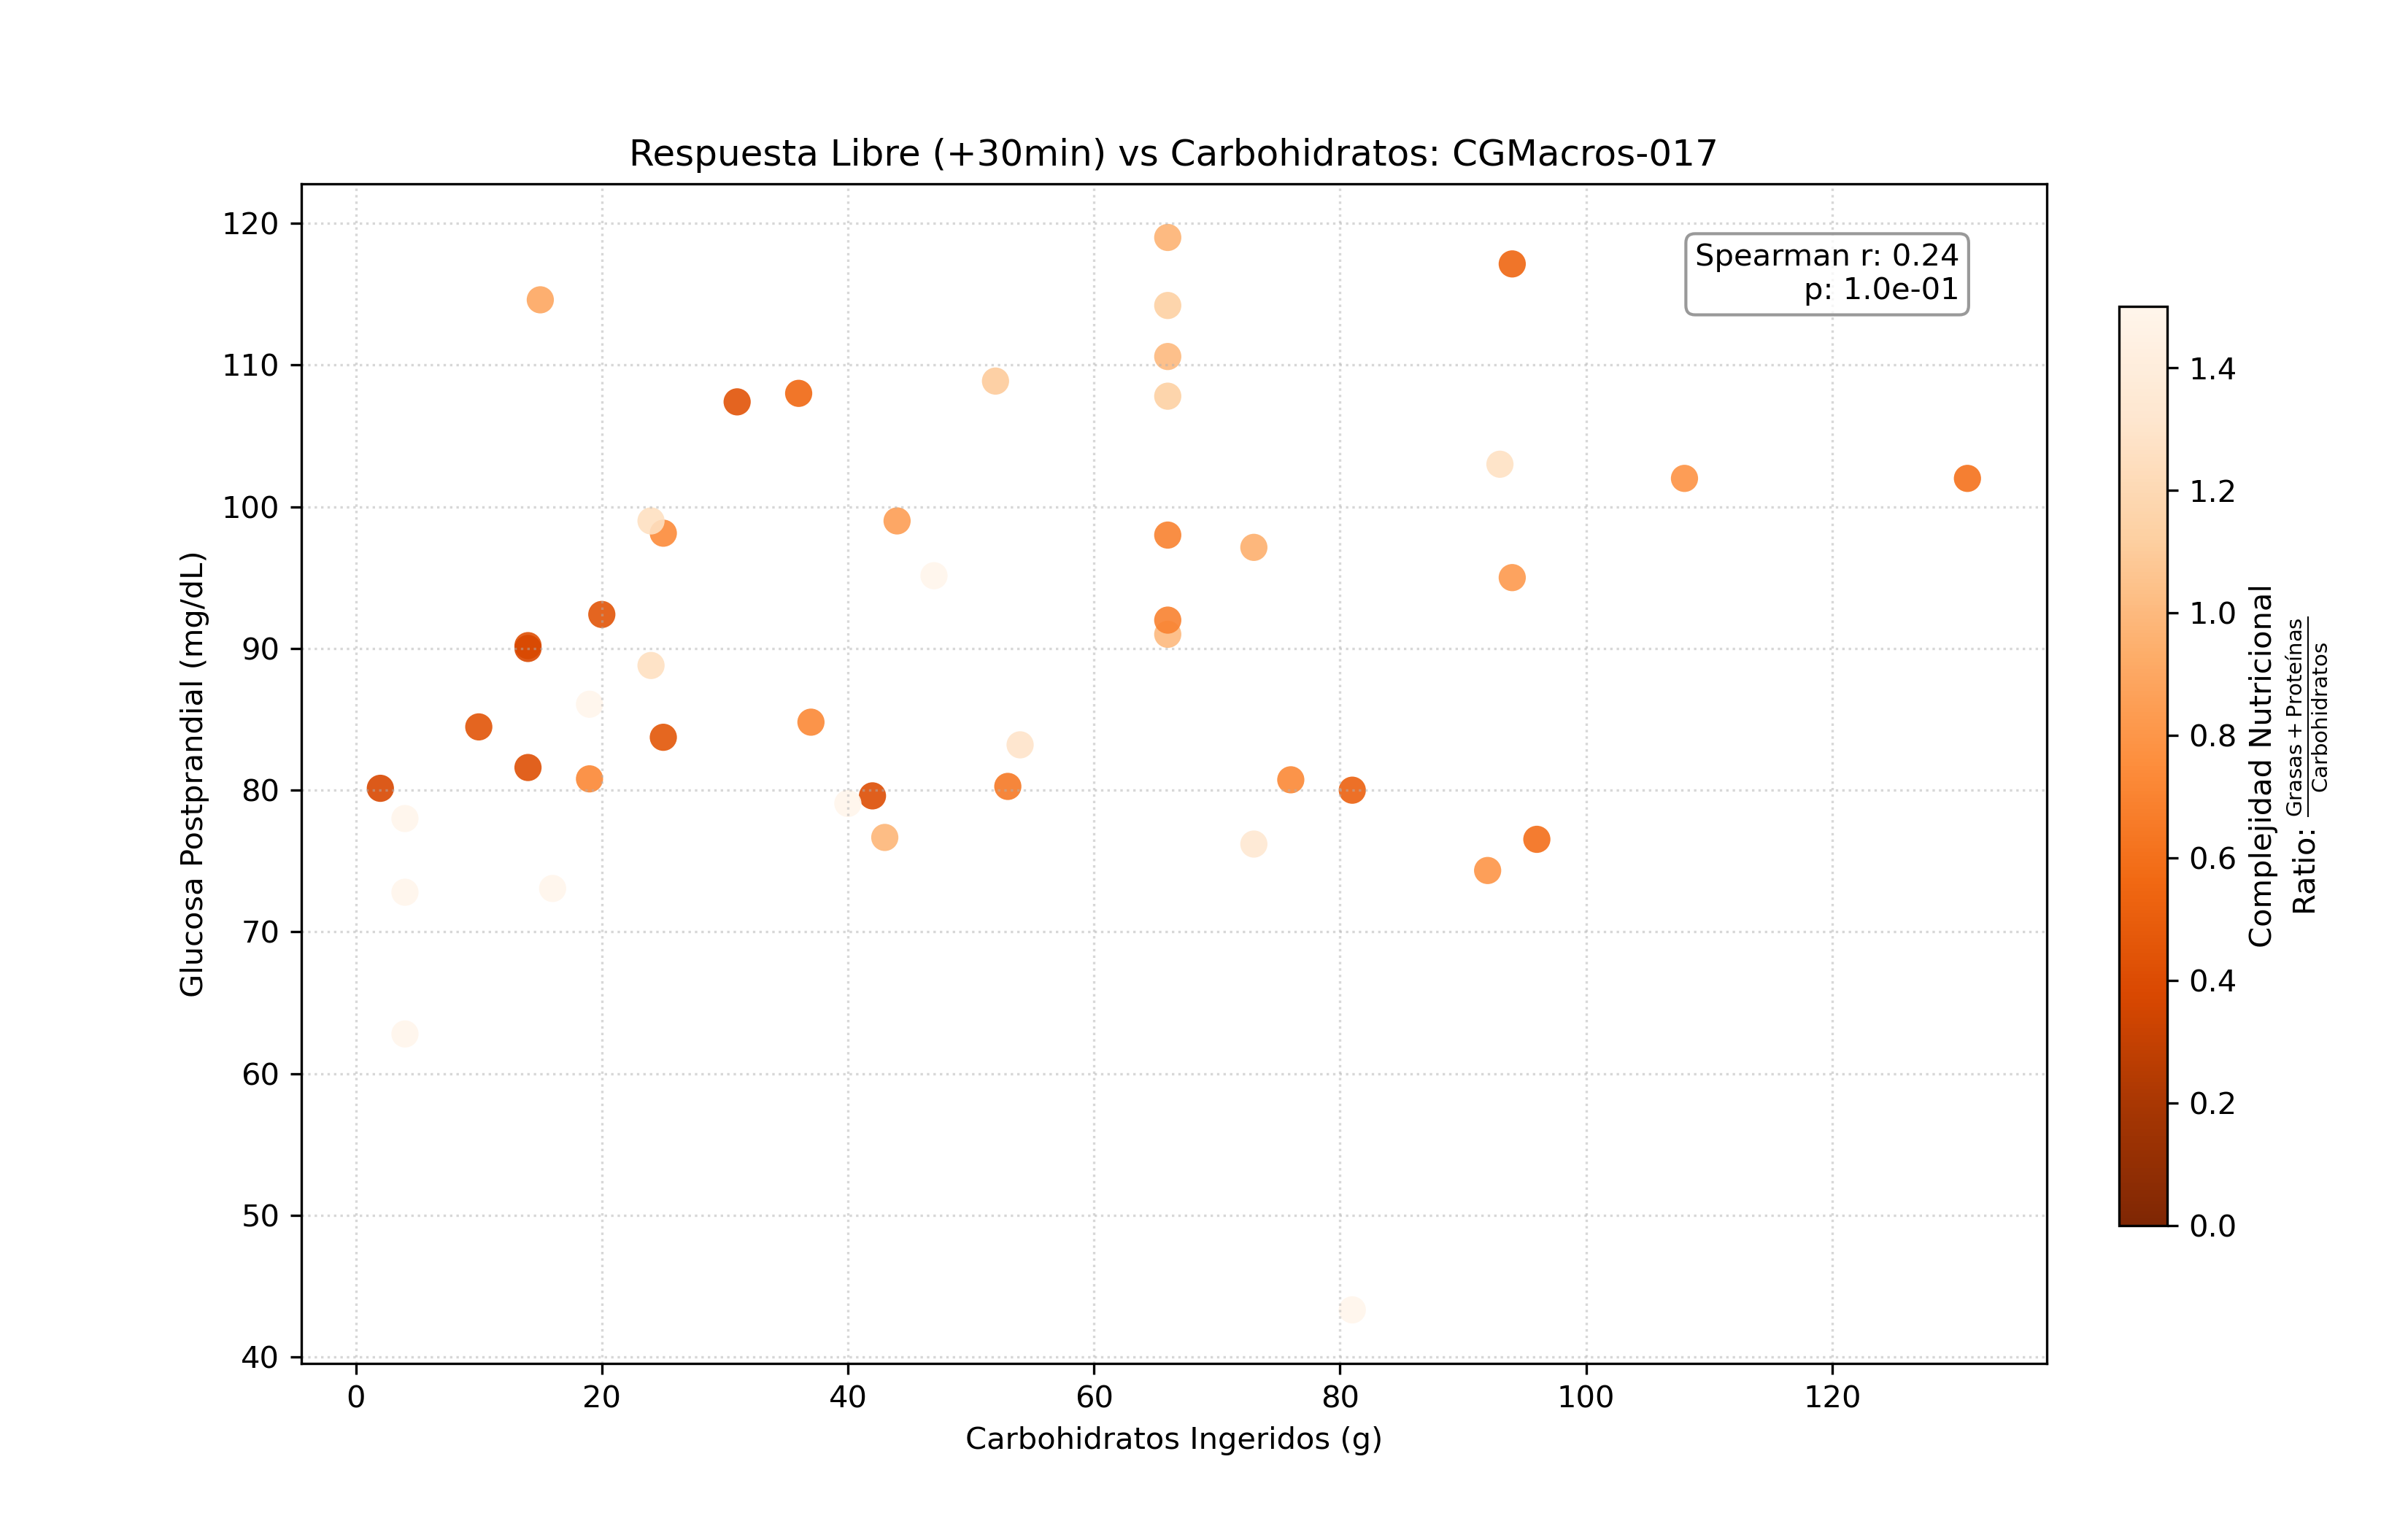 Respuesta Libre (+30min) vs Carbohidratos: CGMacros-017
Spearman r: 0.24
p: 1.0e-01
120
110
100
90
80
70
60
50
40
Glucosa Postprandial (mg/dL)
0 20 40 60 80 100 120
Carbohidratos Ingeridos (g)
1.4
1.2
1.0
0.8
0.6
0.4
0.2
0.0
Complejidad Nutricional
Ratio: Grasas + Proteínas
Carbohidratos